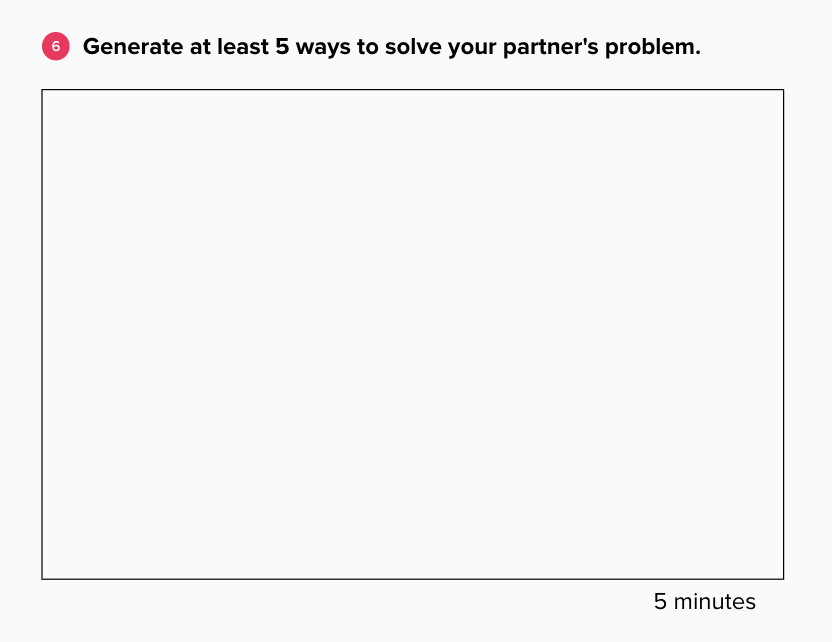 6 Generate at least 5 ways to solve your partner's problem.
5 minutes